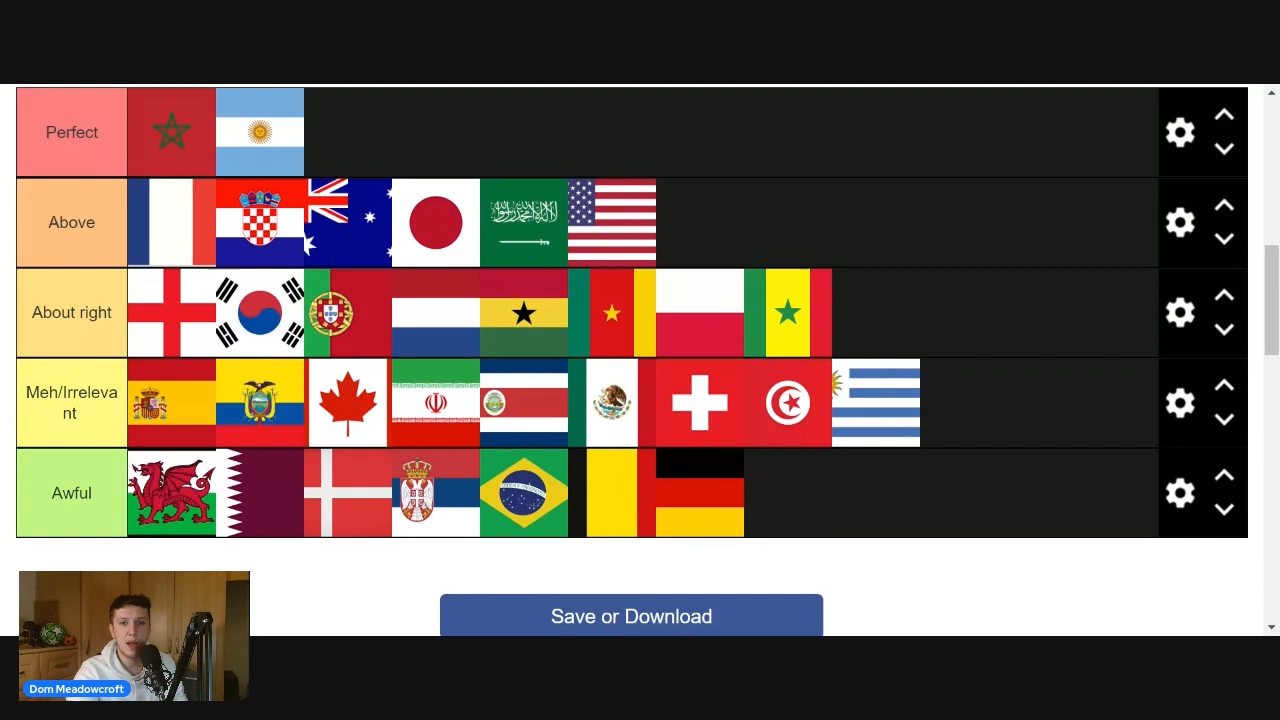 Perfect
Above
About right
Meh/Irreleva
nt
Awful
Save or Download
Dom Meadowcroft